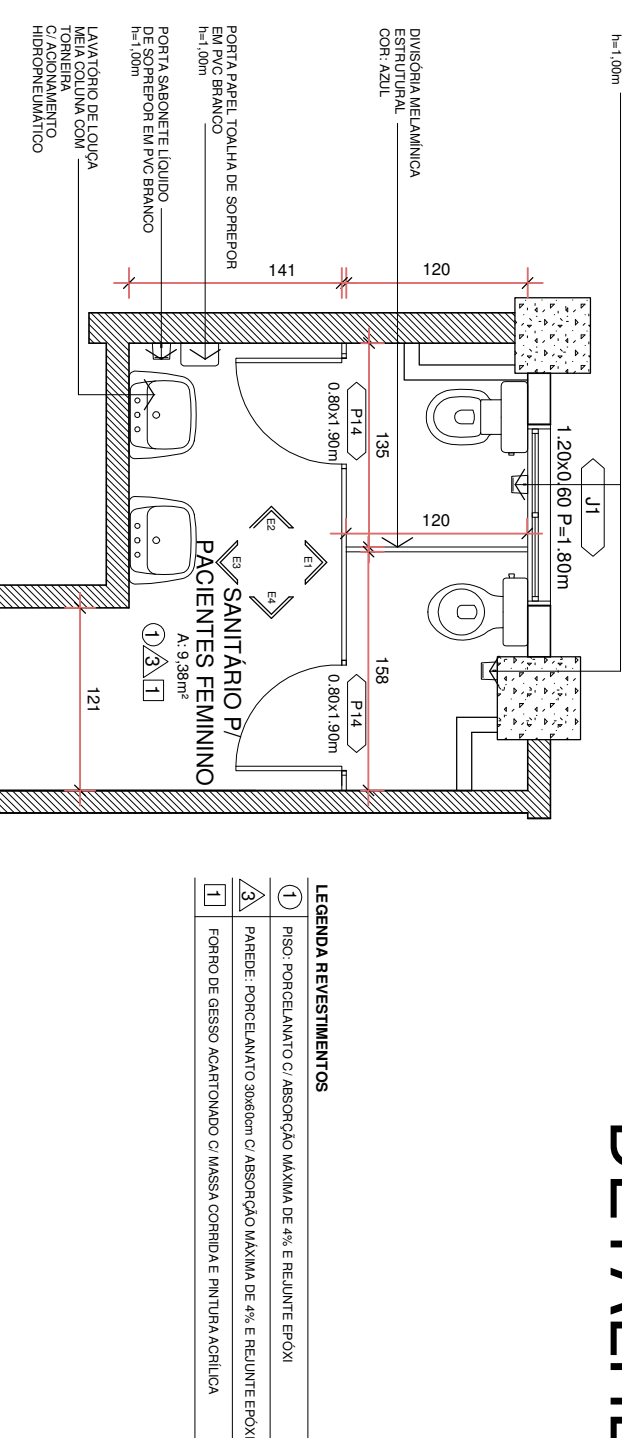 h=1,00m
DIVISÓRIA MELAMÍNICA
ESTRUTURAL
COR: AZUL
PORTA PAPEL TOALHA DE SOPREPOR
EM PVC BRANCO
h=1,00m
PORTA SABONETE LÍQUIDO
DE SOPREPOR EM PVC BRANCO
h=1,00m
LAVATÓRIO DE LOUÇA
MEIA COLUNA COM
TORNEIRA
C/ ACIONAMENTO
HIDROPNEUMÁTICO
141
120
J1
1.20x0.60 P=1.80m
P14
0.80x1.90m
135
120
158
P14
0.80x1.90m
E1
E2
E3
E4
SANITÁRIO P/
PACIENTES FEMININO
A: 9,38m²
1 3 1
121
LEGENDA REVESTIMENTOS
1 PISO: PORCELANATO C/ ABSORÇÃO MÁXIMA DE 4% E REJUNTE EPÓXI
3 PAREDE: PORCELANATO 30x60cm C/ ABSORÇÃO MÁXIMA DE 4% E REJUNTE EPÓXI
1 FORRO DE GESSO ACARTONADO C/ MASSA CORRIDA E PINTURA ACRÍLICA